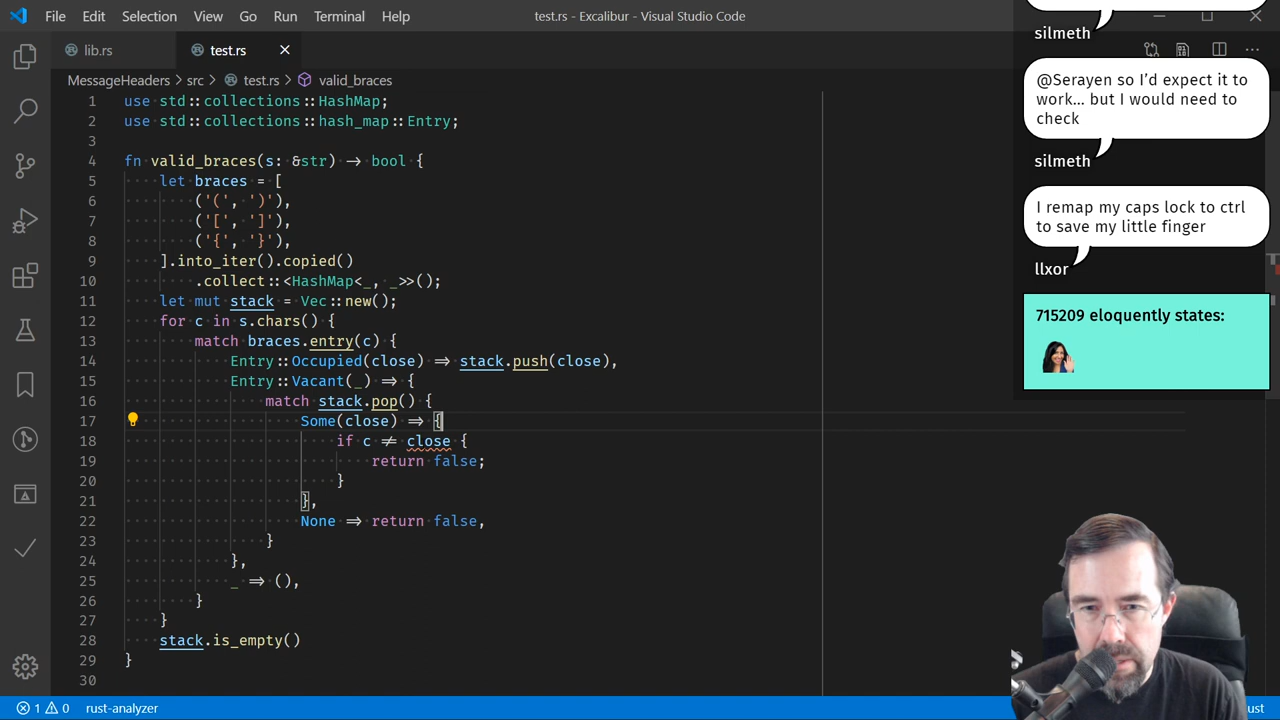 File Edit Selection View Go Run Terminal Help
test.rs - Excalibur - Visual Studio Code
lib.rs
test.rs
MessageHeaders > src > test.rs > valid_braces
1 use std::collections::HashMap;
2 use std::collections::hash_map::Entry;
3
4 fn valid_braces(s: &str) -> bool {
5 let braces = [
6 ('(', ')'),
7 ('[', ']'),
8 ('{', '}'),
9 ].into_iter().copied()
10 .collect::<HashMap<_, _>>();
11 let mut stack = Vec::new();
12 for c in s.chars() {
13 match braces.entry(c) {
14 Entry::Occupied(close) => stack.push(close),
15 Entry::Vacant(_) => {
16 match stack.pop() {
17 Some(close) => {
18 if c != close {
19 return false;
20 }
21 },
22 None => return false,
23 }
24 },
25 _ => (),
26 }
27 }
28 stack.is_empty()
29 }
30
silmeth
@Serayen so I'd expect it to
work... but I would need to
check
silmeth
I remap my caps lock to ctrl
to save my little finger
llxor
715209 eloquently states:
1 0 rust-analyzer
ust